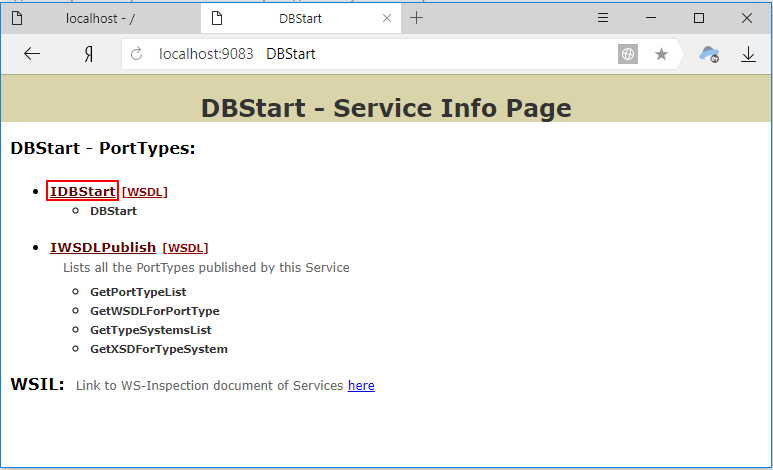 localhost - /
DBStart
Я localhost:9083 DBStart
DBStart - Service Info Page
DBStart - PortTypes:
IDBStart [WSDL]
DBStart
IWSDLPublish [WSDL]
Lists all the PortTypes published by this Service
GetPortTypeList
GetWSDLForPortType
GetTypeSystemsList
GetXSDForTypeSystem
WSIL: Link to WS-Inspection document of Services here